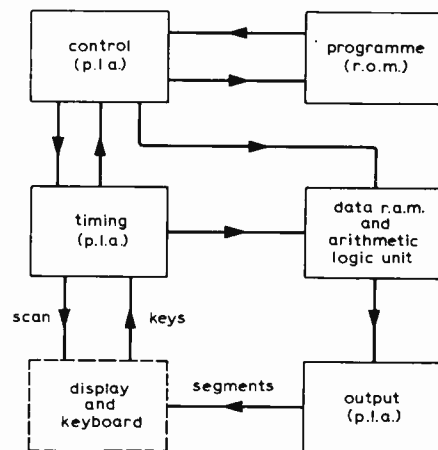 control
(p.l.a.)
programme
(r.o.m.)
timing
(p.l.a.)
data r.a.m.
and
arithmetic
logic unit
scan
keys
display
and
keyboard
segments
output
(p.l.a.)